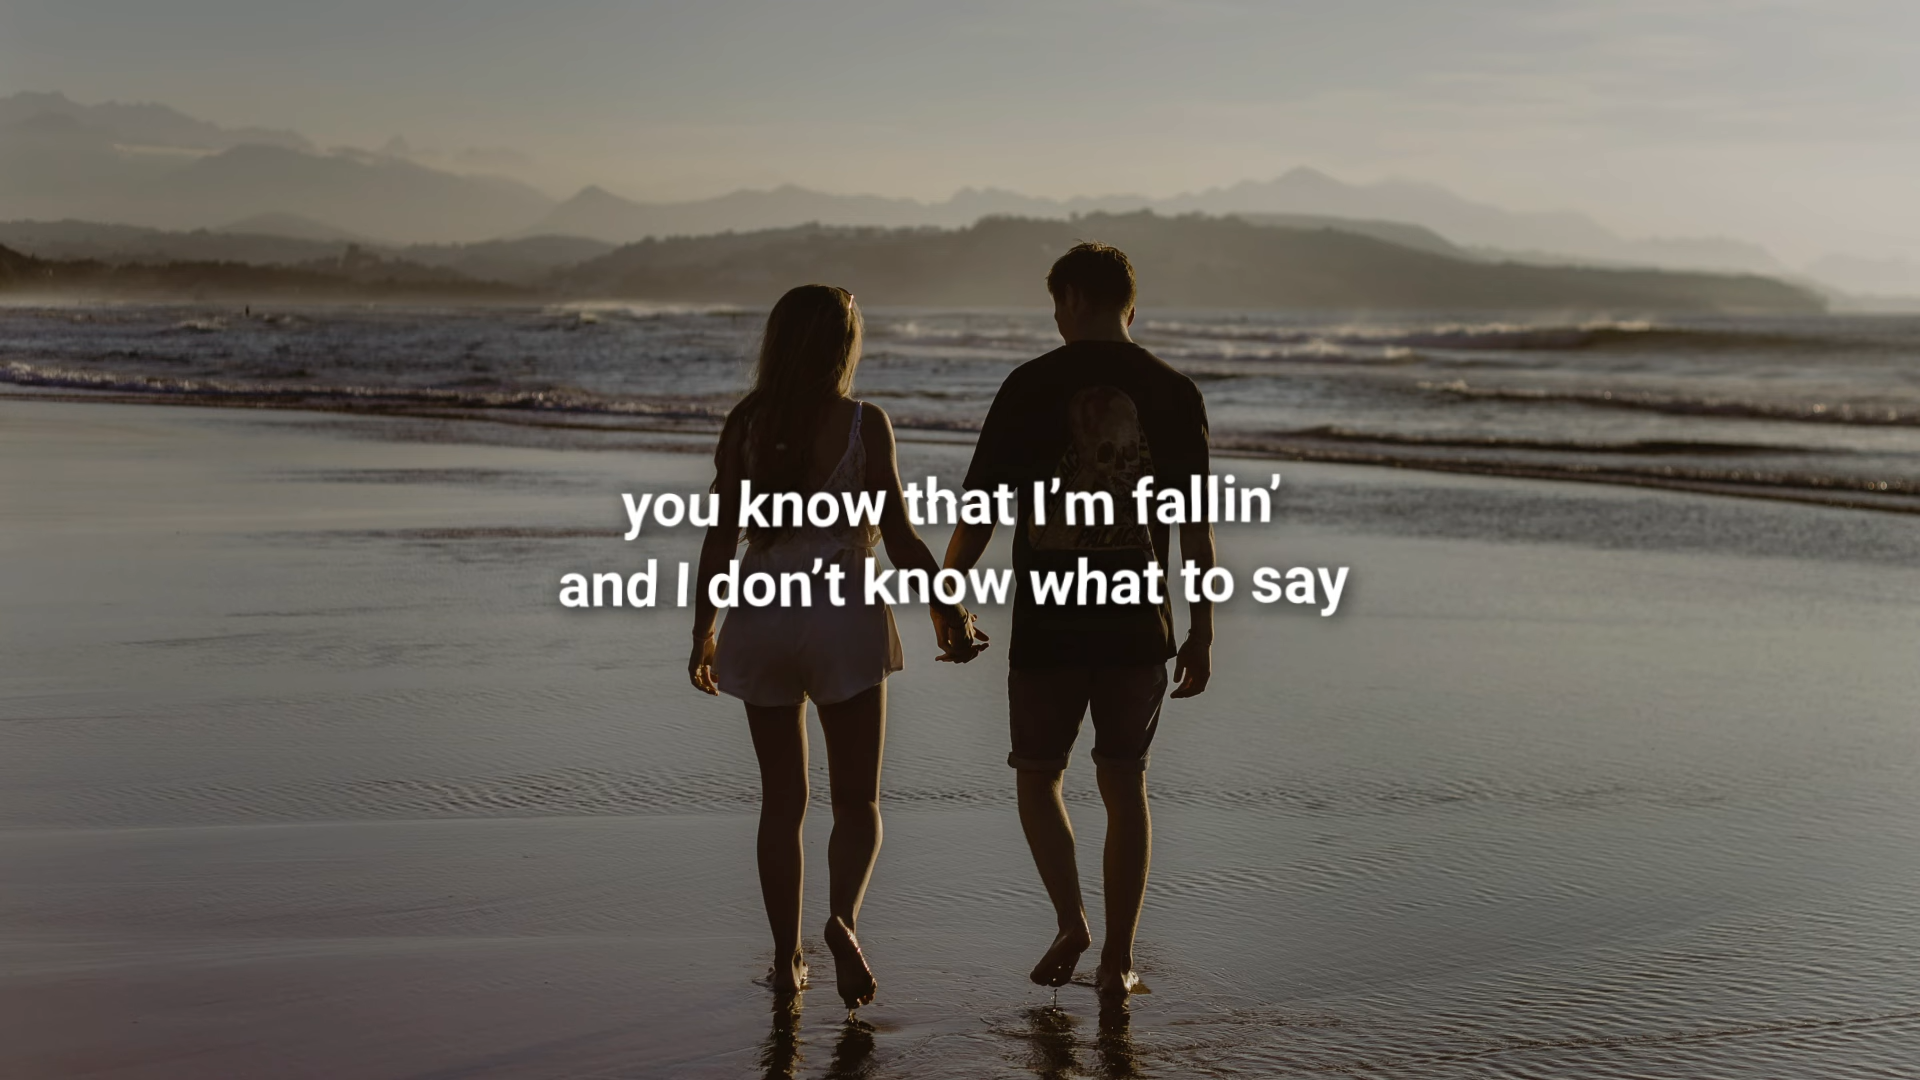 you know that I’m fallin’
and I don’t know what to say